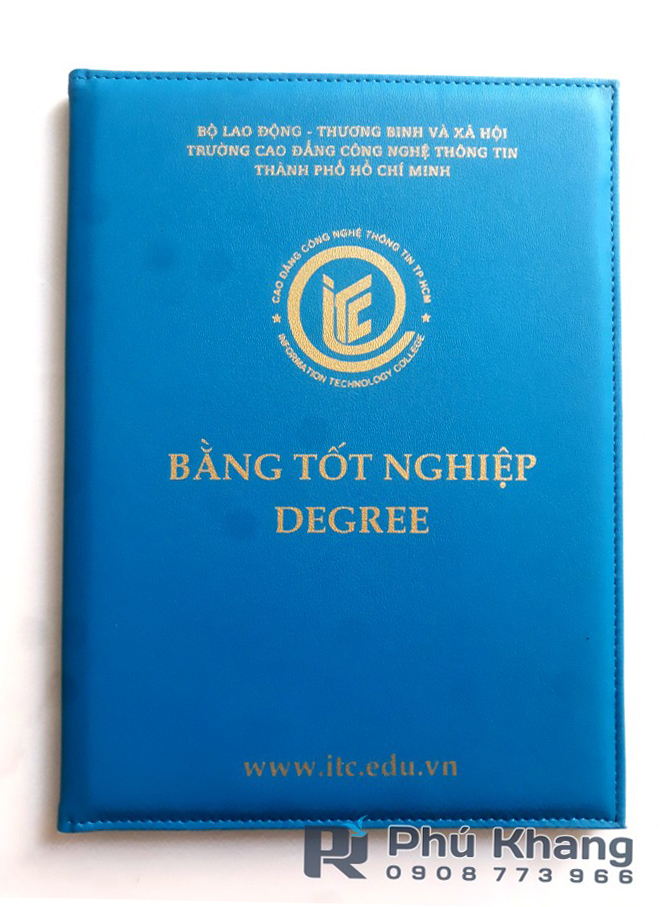 BỘ LAO ĐỘNG - THƯƠNG BINH VÀ XÃ HỘI
TRƯỜNG CAO ĐẲNG CÔNG NGHỆ THÔNG TIN
THÀNH PHỐ HỒ CHÍ MINH
CAO ĐẲNG CÔNG NGHỆ THÔNG TIN TP.HCM
iTC
INFORMATION TECHNOLOGY COLLEGE
BẰNG TỐT NGHIỆP
DEGREE
www.itc.edu.vn
Phú Khang
0908 773 966